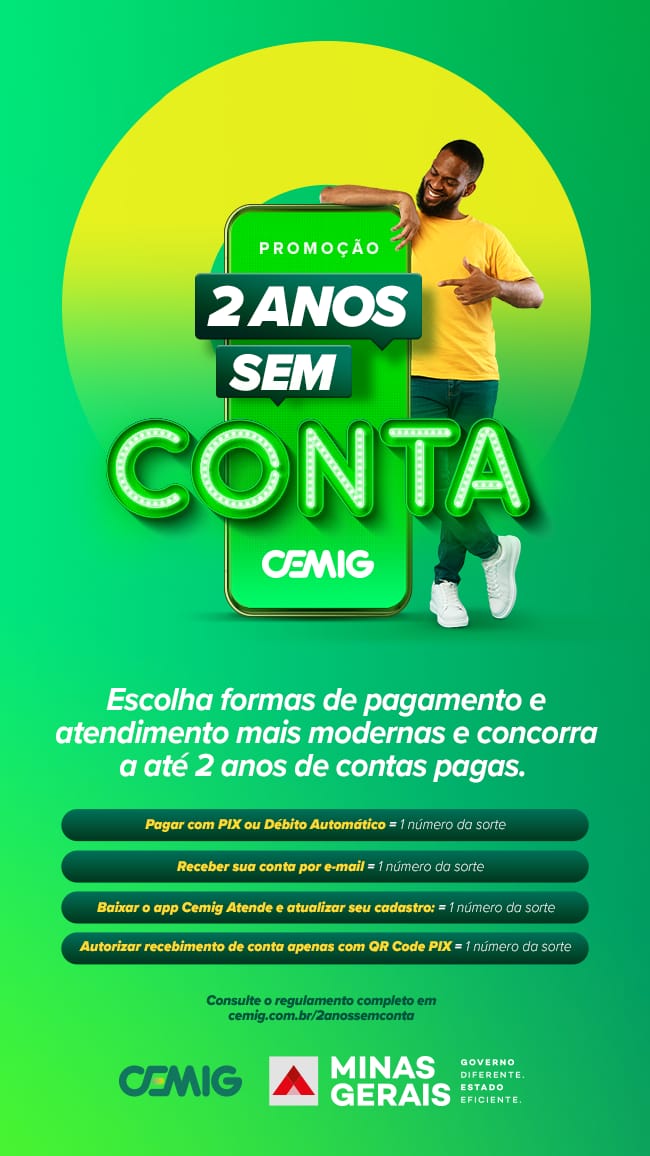 PROMOÇÃO
2 ANOS
SEM
CONTA
CEMIG
Escolha formas de pagamento e
atendimento mais modernas e concorra
a até 2 anos de contas pagas.
Pagar com PIX ou Débito Automático = 1 número da sorte
Receber sua conta por e-mail = 1 número da sorte
Baixar o app Cemig Atende e atualizar seu cadastro: = 1 número da sorte
Autorizar recebimento de conta apenas com QR Code PIX = 1 número da sorte
Consulte o regulamento completo em
cemig.com.br/2anossemconta
CEMIG
MINAS
GERAIS
GOVERNO
DIFERENTE.
ESTADO
EFICIENTE.